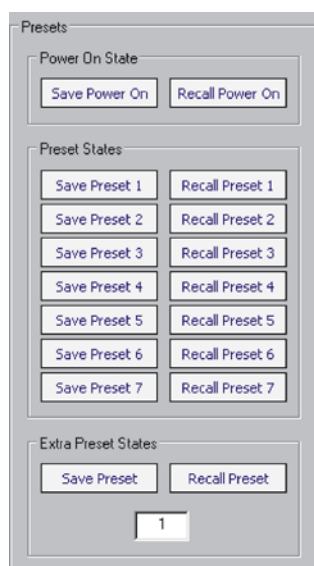 Presets
Power On State
Save Power On Recall Power On
Preset States
Save Preset 1 Recall Preset 1
Save Preset 2 Recall Preset 2
Save Preset 3 Recall Preset 3
Save Preset 4 Recall Preset 4
Save Preset 5 Recall Preset 5
Save Preset 6 Recall Preset 6
Save Preset 7 Recall Preset 7
Extra Preset States
Save Preset Recall Preset
1